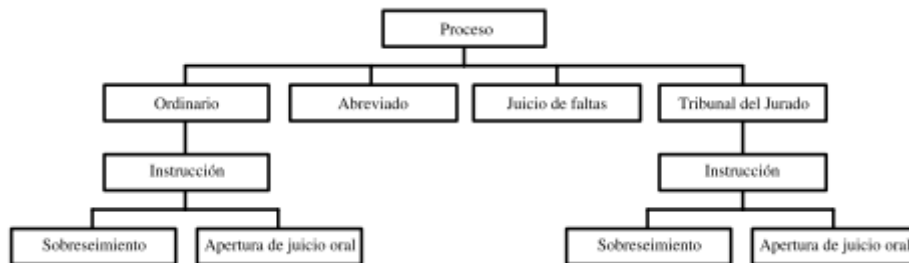 Proceso
Ordinario
Abreviado
Juicio de faltas
Tribunal del Jurado
Instrucción
Instrucción
Sobreseimiento
Apertura de juicio oral
Sobreseimiento
Apertura de juicio oral